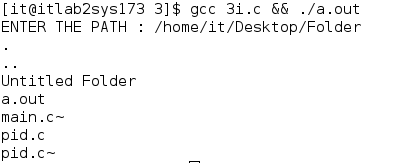 [it@itlab2sys173 3]$ gcc 3i.c && ./a.out
ENTER THE PATH : /home/it/Desktop/Folder
.
..
Untitled Folder
a.out
main.c~
pid.c
pid.c~